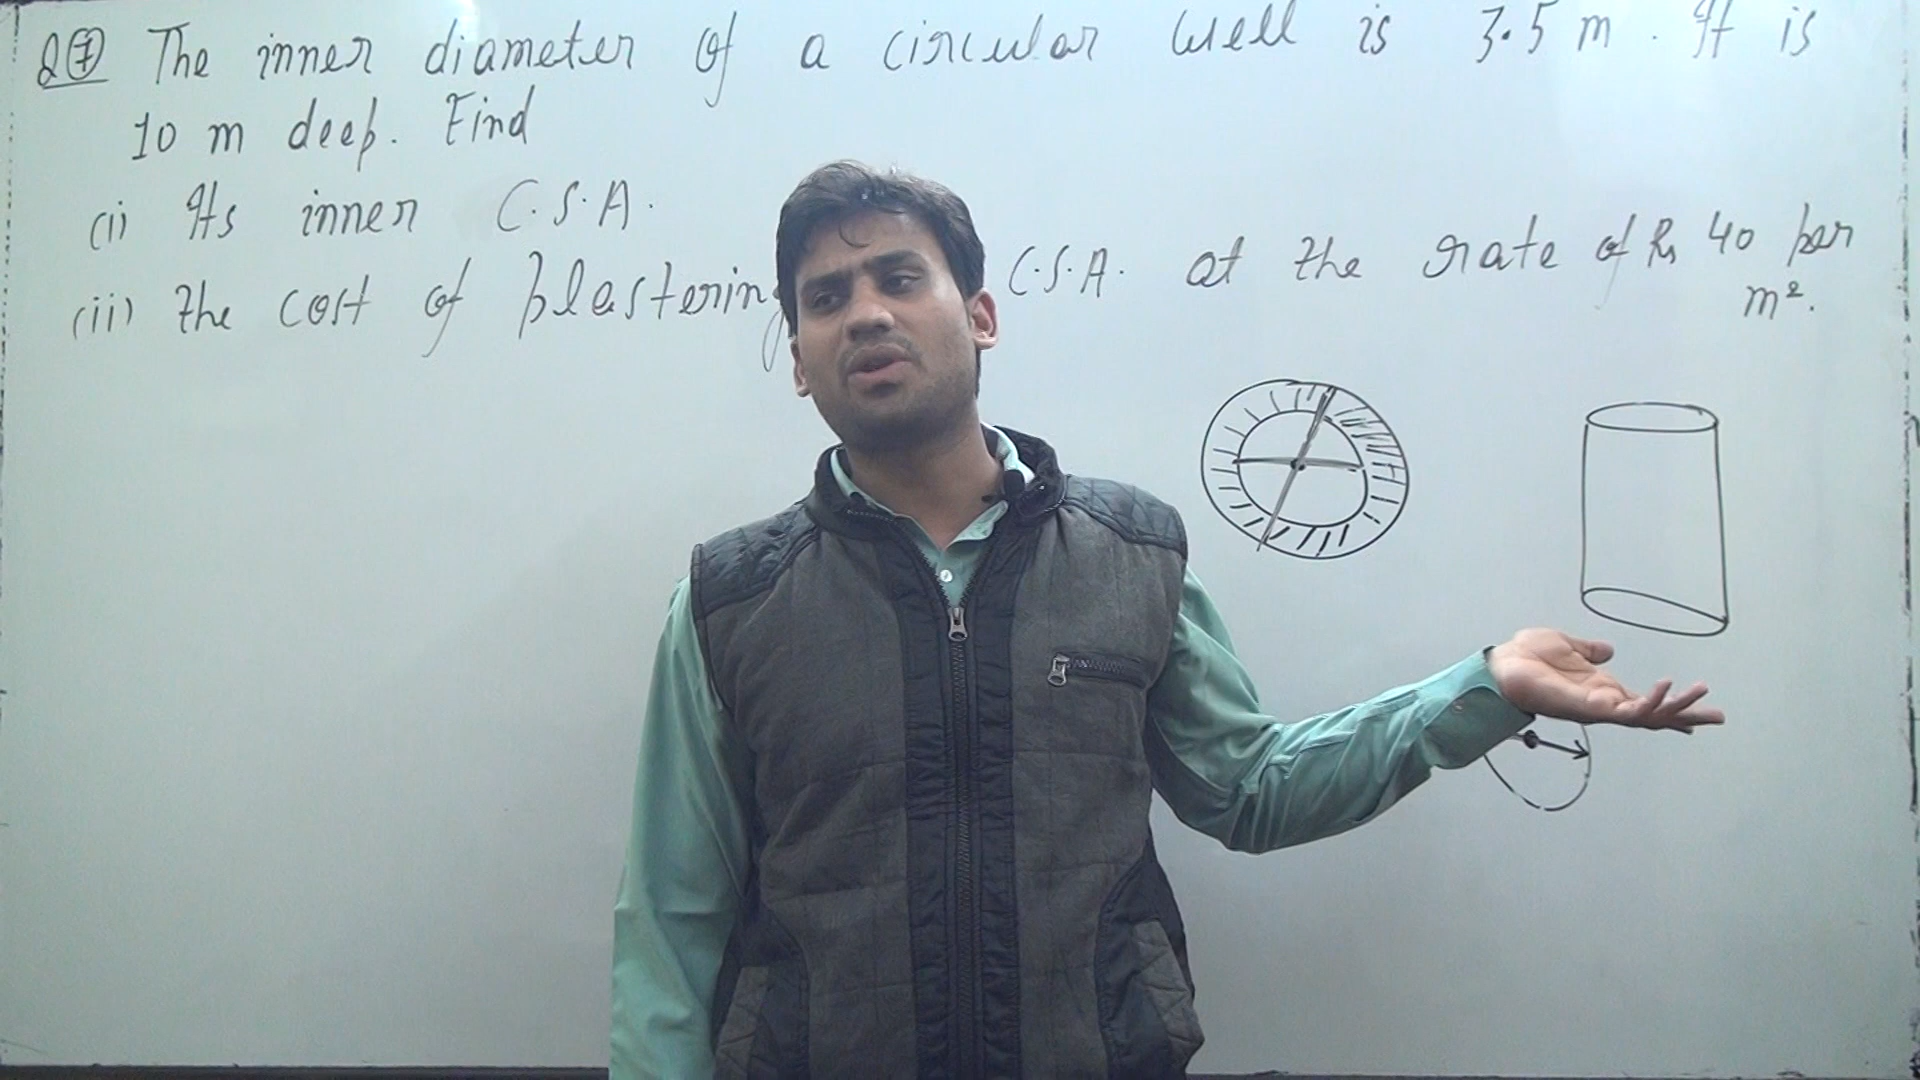 Q(7) The inner diameter of a circular well is 3.5 m. It is
10 m deep. Find
(i) Its inner C.S.A.
(ii) the cost of plastering C.S.A. at the rate of Rs 40 per
m².